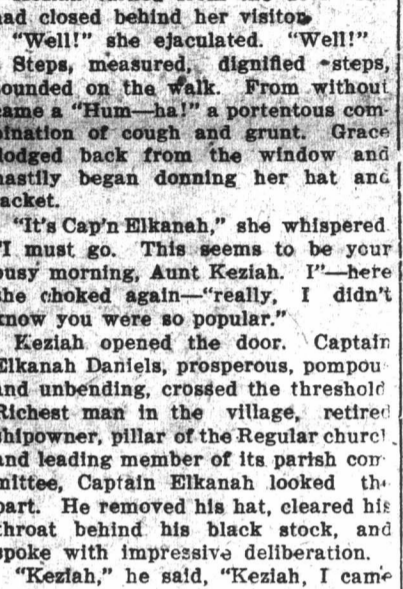 had closed behind her visitor.
"Well!" she ejaculated. "Well!"
Steps, measured, dignified steps,
sounded on the walk. From without
came a "Hum—ha!" a portentous com-
bination of cough and grunt. Grace
dodged back from the window and
hastily began donning her hat and
jacket.
"It's Cap'n Elkanah," she whispered
"I must go. This seems to be your
busy morning, Aunt Keziah. I"—here
she choked again—"really, I didn't
know you were so popular."
Keziah opened the door. Captain
Elkanah Daniels, prosperous, pompou
and unbending, crossed the threshold
Richest man in the village, retired
shipowner, pillar of the Regular church
and leading member of its parish com-
mittee, Captain Elkanah looked the
part. He removed his hat, cleared his
throat behind his black stock, and
spoke with impressive deliberation.
"Keziah," he said, "Keziah, I came